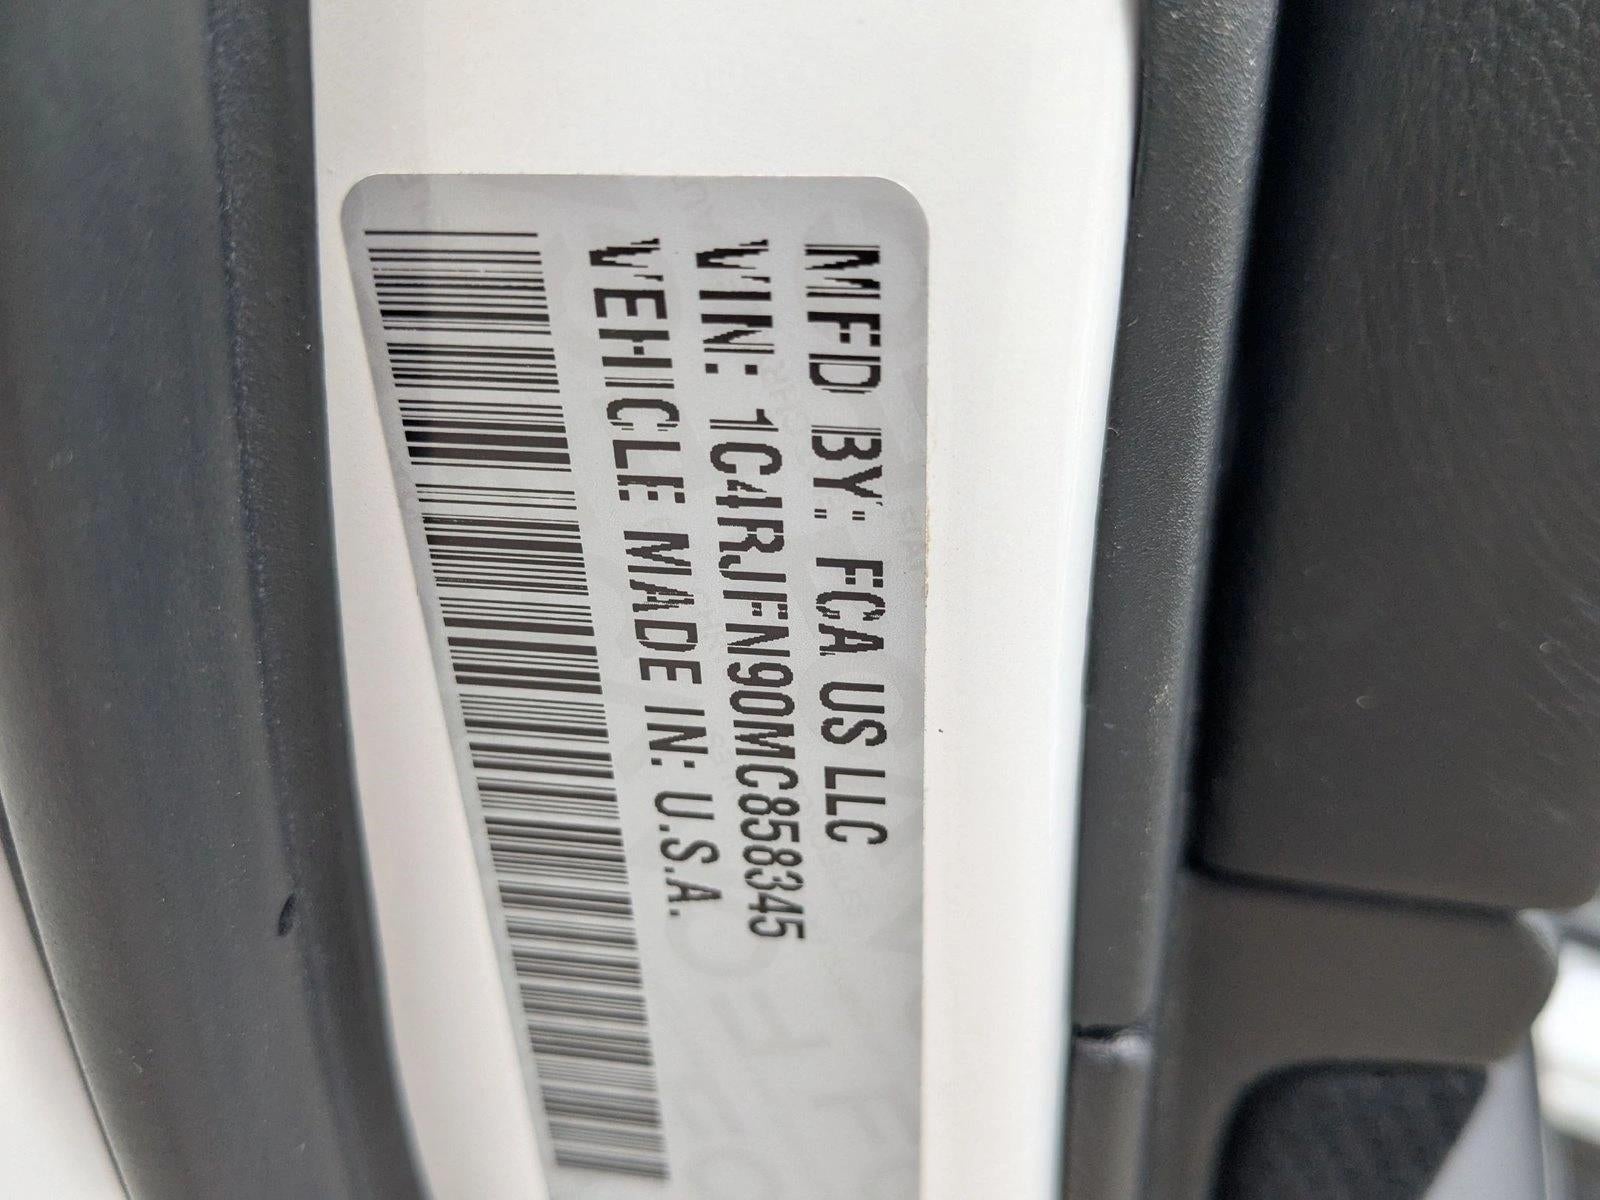 MFD BY: FCA US LLC
VIN: 1C4RJFN90MC858345
VEHICLE MADE IN: U.S.A.